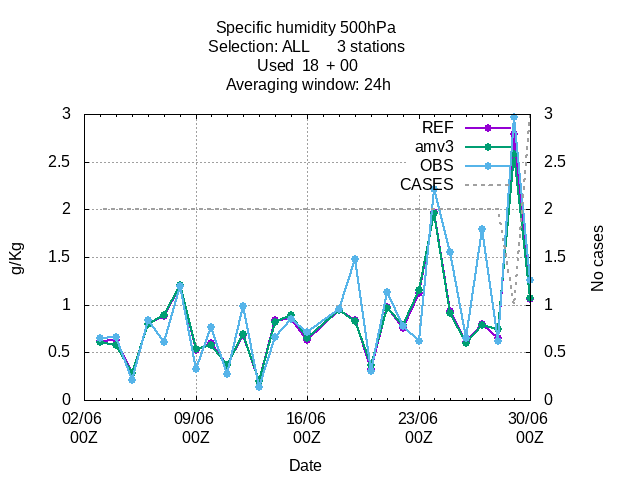 Specific humidity 500hPa
Selection: ALL 3 stations
Used 18 + 00
Averaging window: 24h
REF
amv3
OBS
CASES
3
2.5
2
1.5
1
0.5
0
g/Kg
3
2.5
2
1.5
1
0.5
0
No cases
02/06 09/06 16/06 23/06 30/06
00Z 00Z 00Z 00Z 00Z
Date